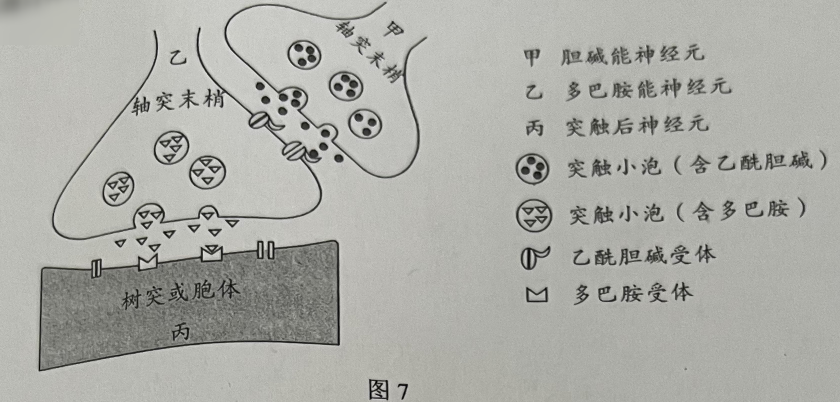 甲
轴突末梢
乙
轴突末梢
树突或胞体
丙
甲 胆碱能神经元
乙 多巴胺能神经元
丙 突触后神经元
突触小泡（含乙酰胆碱）
突触小泡（含多巴胺）
乙酰胆碱受体
多巴胺受体
图7